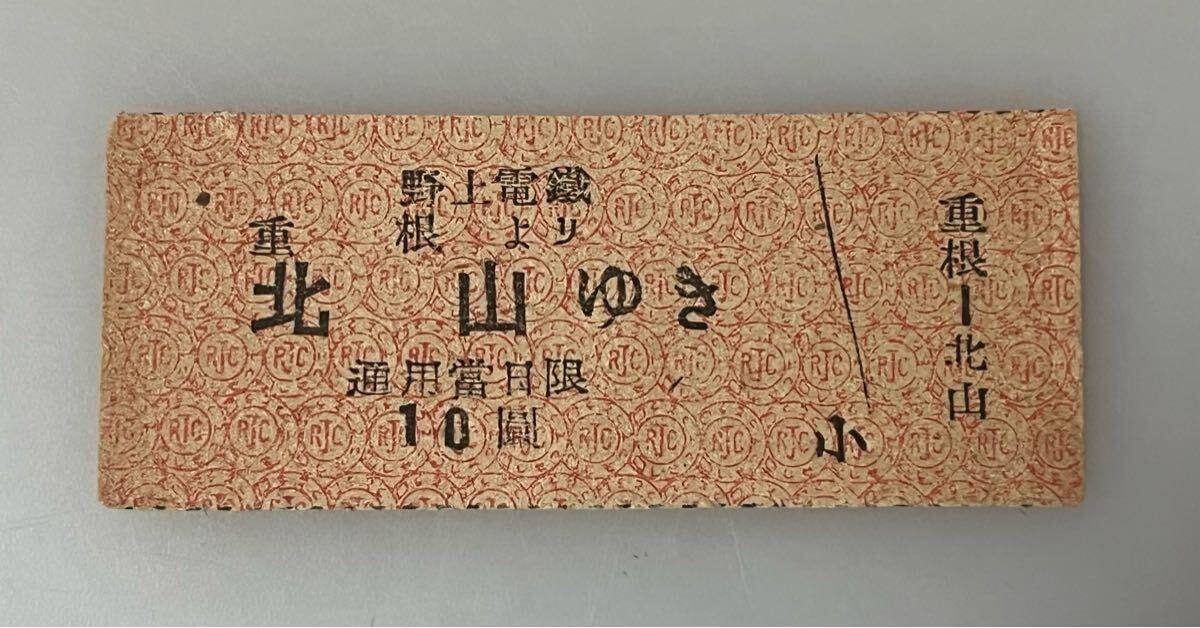 野上電鐵
重根より
北山ゆき
通用當日限
10圓
小
重根ー北山